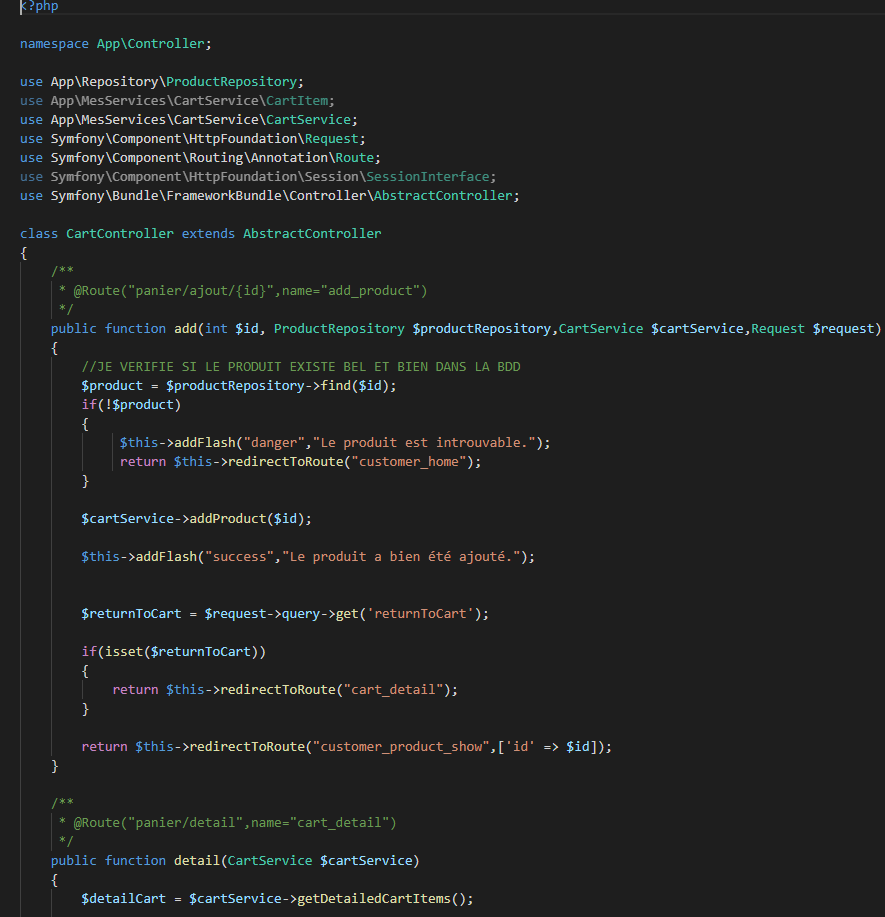 <?php
namespace App\Controller;
use App\Repository\ProductRepository;
use App\MesServices\CartService\CartItem;
use App\MesServices\CartService\CartService;
use Symfony\Component\HttpFoundation\Request;
use Symfony\Component\Routing\Annotation\Route;
use Symfony\Component\HttpFoundation\Session\SessionInterface;
use Symfony\Bundle\FrameworkBundle\Controller\AbstractController;
class CartController extends AbstractController
{
/**
* @Route("panier/ajout/{id}",name="add_product")
*/
public function add(int $id, ProductRepository $productRepository,CartService $cartService,Request $request)
{
//JE VERIFIE SI LE PRODUIT EXISTE BEL ET BIEN DANS LA BDD
$product = $productRepository->find($id);
if(!$product)
{
$this->addFlash("danger","Le produit est introuvable.");
return $this->redirectToRoute("customer_home");
}
$cartService->addProduct($id);
$this->addFlash("success","Le produit a bien été ajouté.");
$returnToCart = $request->query->get('returnToCart');
if(isset($returnToCart))
{
return $this->redirectToRoute("cart_detail");
}
return $this->redirectToRoute("customer_product_show",['id' => $id]);
}
/**
* @Route("panier/detail",name="cart_detail")
*/
public function detail(CartService $cartService)
{
$detailCart = $cartService->getDetailedCartItems();